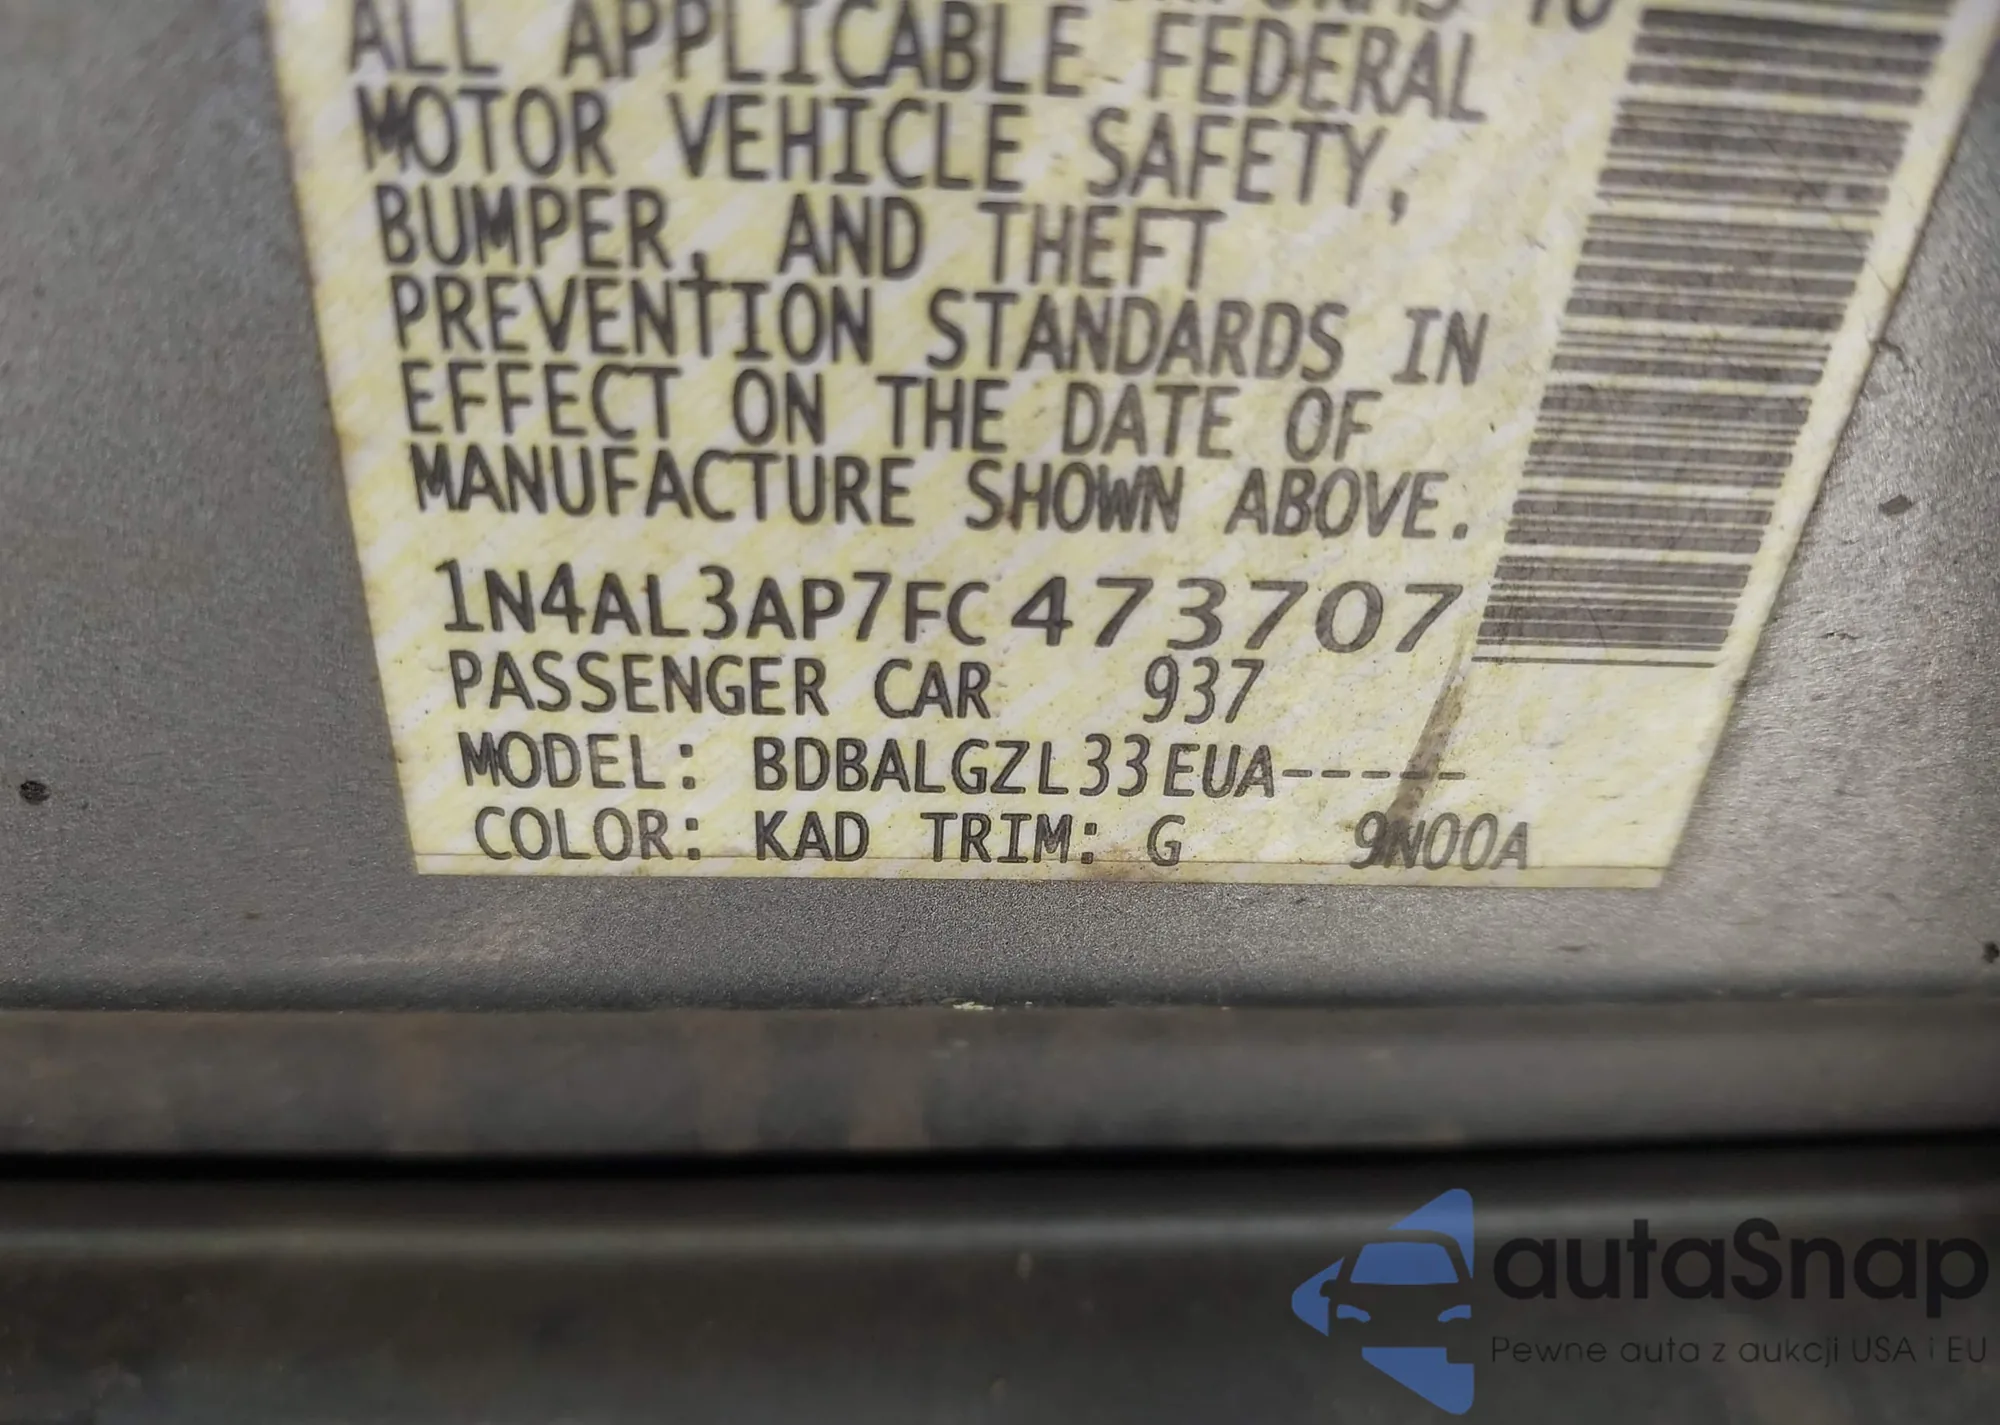 ALL APPLICABLE FEDERAL
MOTOR VEHICLE SAFETY,
BUMPER, AND THEFT
PREVENTION STANDARDS IN
EFFECT ON THE DATE OF
MANUFACTURE SHOWN ABOVE.
1N4AL3AP7FC473707
PASSENGER CAR 937
MODEL: BDBALGZL33EUA-----
COLOR: KAD TRIM: G 9N00A
autaSnap
Pewne auta z aukcji USA i EU